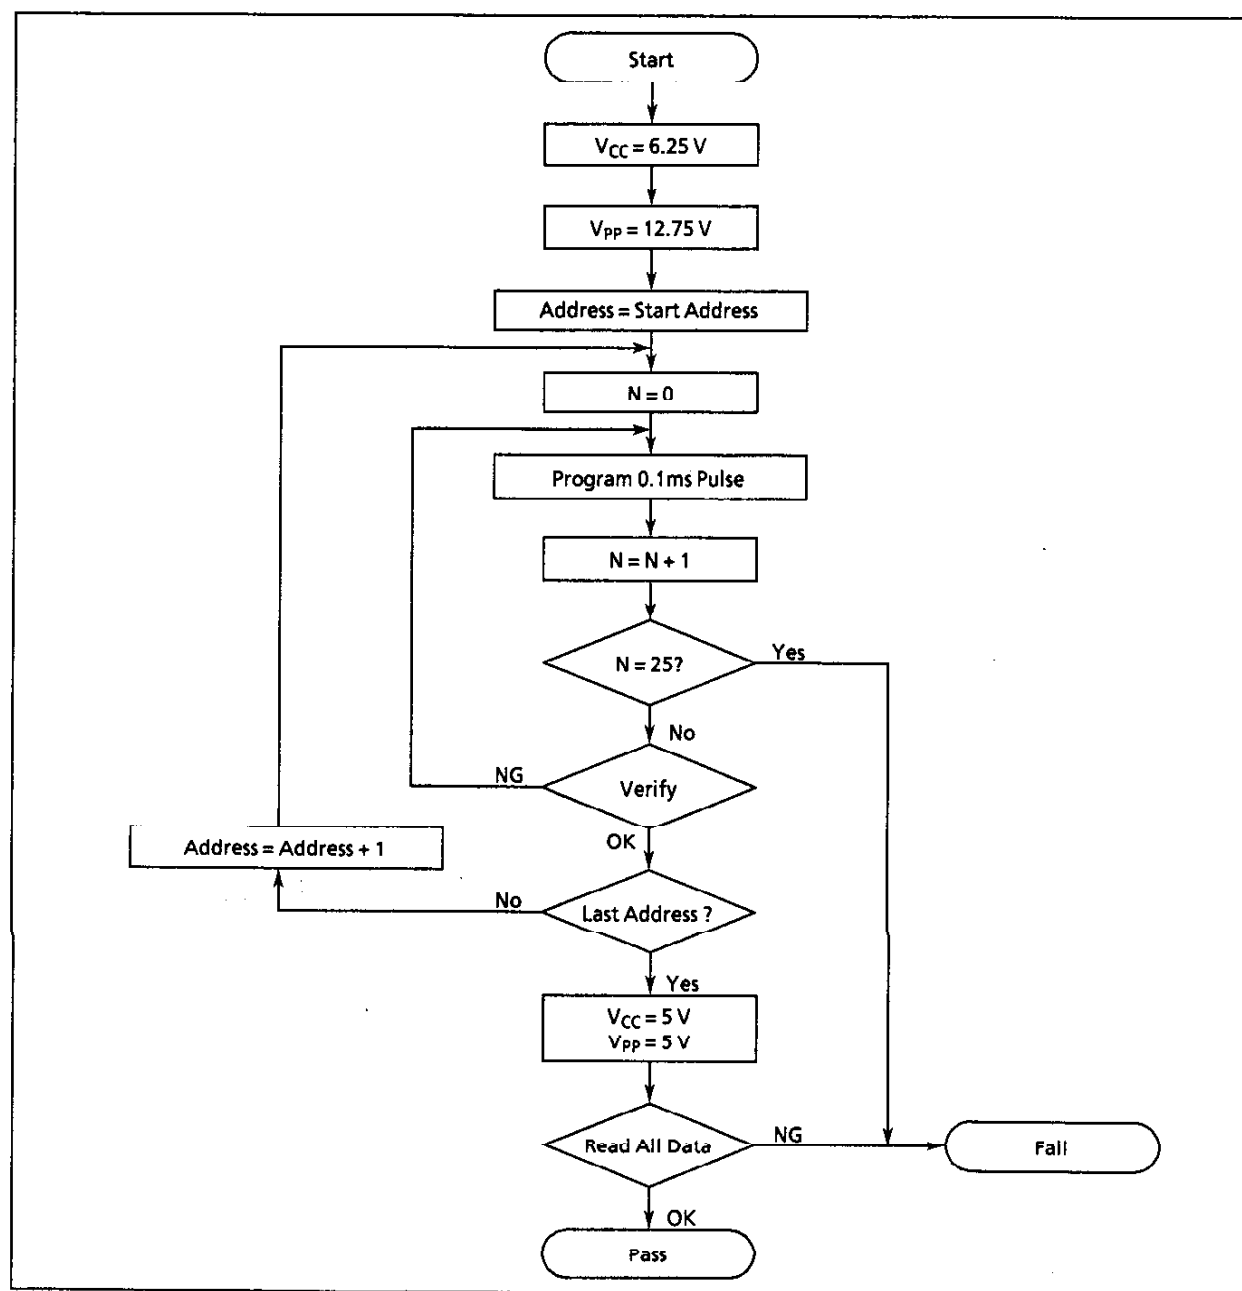 Start
VCC = 6.25 V
VPP = 12.75 V
Address = Start Address
N = 0
Program 0.1ms Pulse
N = N + 1
N = 25?
Yes
No
Verify
NG
OK
Address = Address + 1
Last Address ?
No
Yes
VCC = 5 V
VPP = 5 V
Read All Data
NG
Fail
OK
Pass